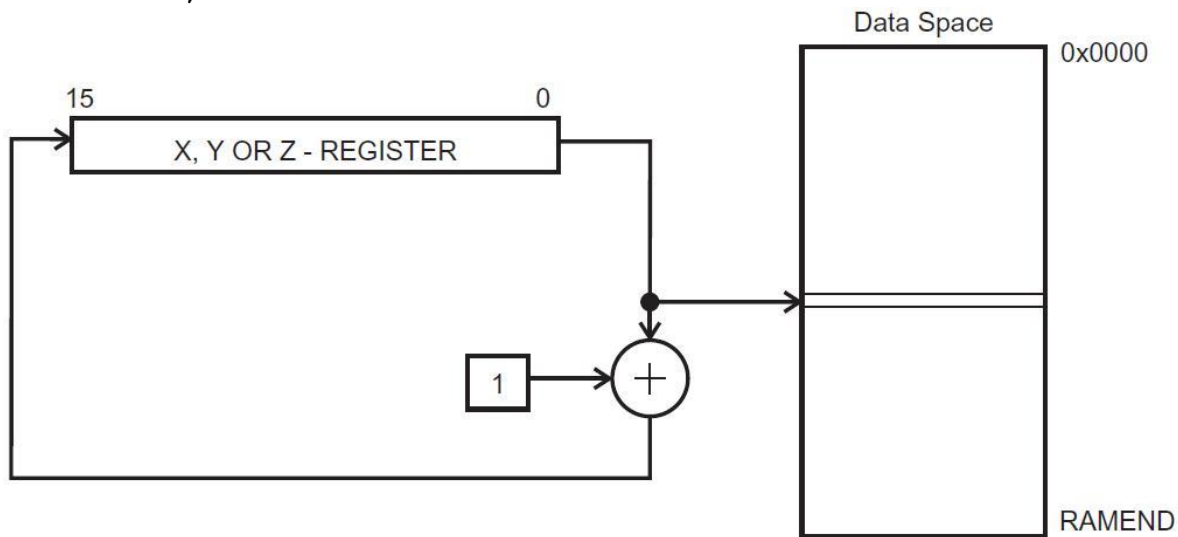 Data Space
0x0000
15 0
X, Y OR Z - REGISTER
1
+
RAMEND